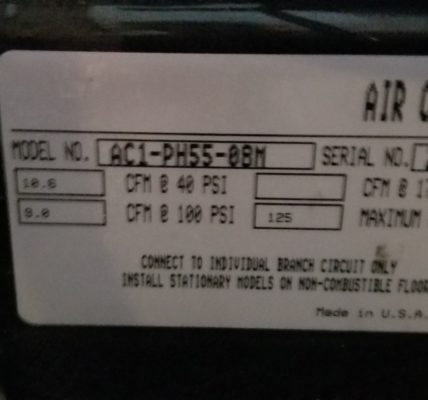 AIR
MODEL NO. AC1-PH55-08M SERIAL NO.
10.6 CFM @ 40 PSI CFM @
9.0 CFM @ 100 PSI 125 MAXIMUM
CONNECT TO INDIVIDUAL BRANCH CIRCUIT ONLY
INSTALL STATIONARY MODELS ON NON-COMBUSTIBLE FLOOR
Made in U.S.A.